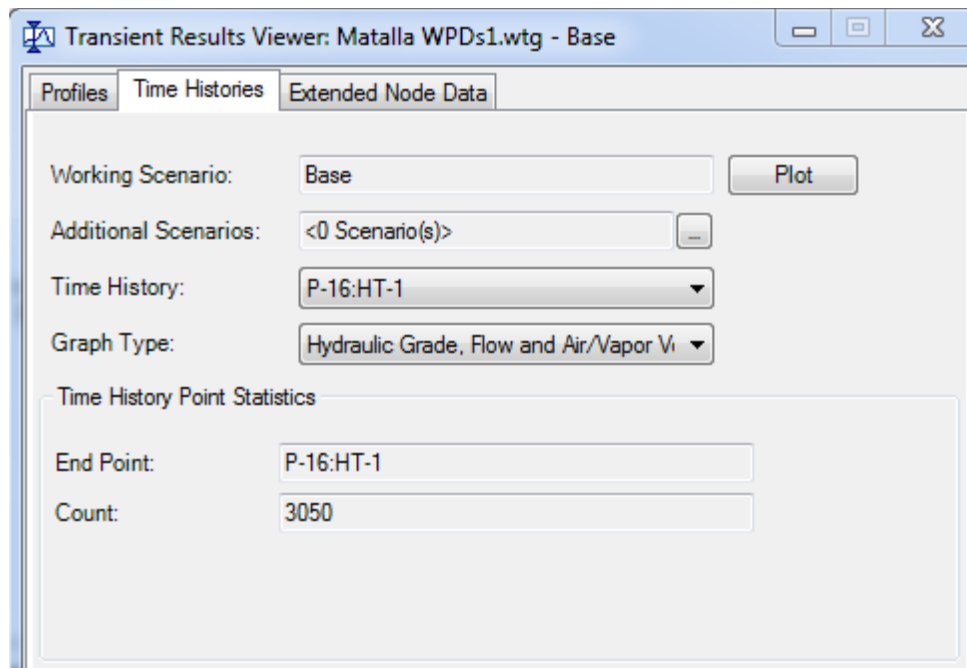 Transient Results Viewer: Matalla WPDs1.wtg - Base
Profiles Time Histories Extended Node Data
Working Scenario: Base Plot
Additional Scenarios: <0 Scenario(s)> ...
Time History: P-16:HT-1
Graph Type: Hydraulic Grade, Flow and Air/Vapor
Time History Point Statistics
End Point: P-16:HT-1
Count: 3050